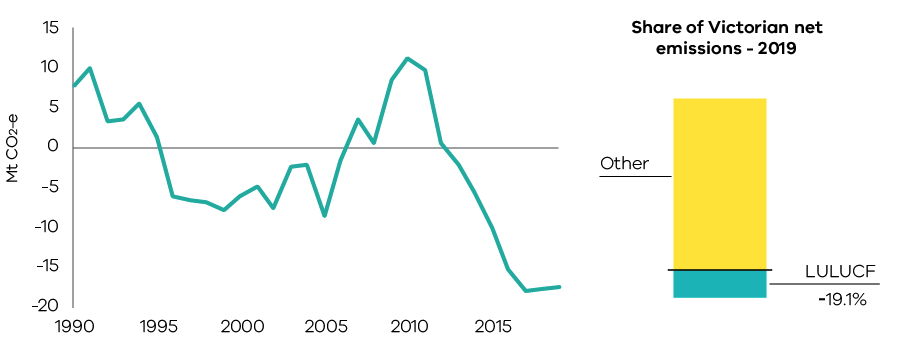 15
10
5
0
-5
-10
-15
-20
Mt CO2-e
1990 1995 2000 2005 2010 2015
Share of Victorian net
emissions - 2019
Other
LULUCF
-19.1%